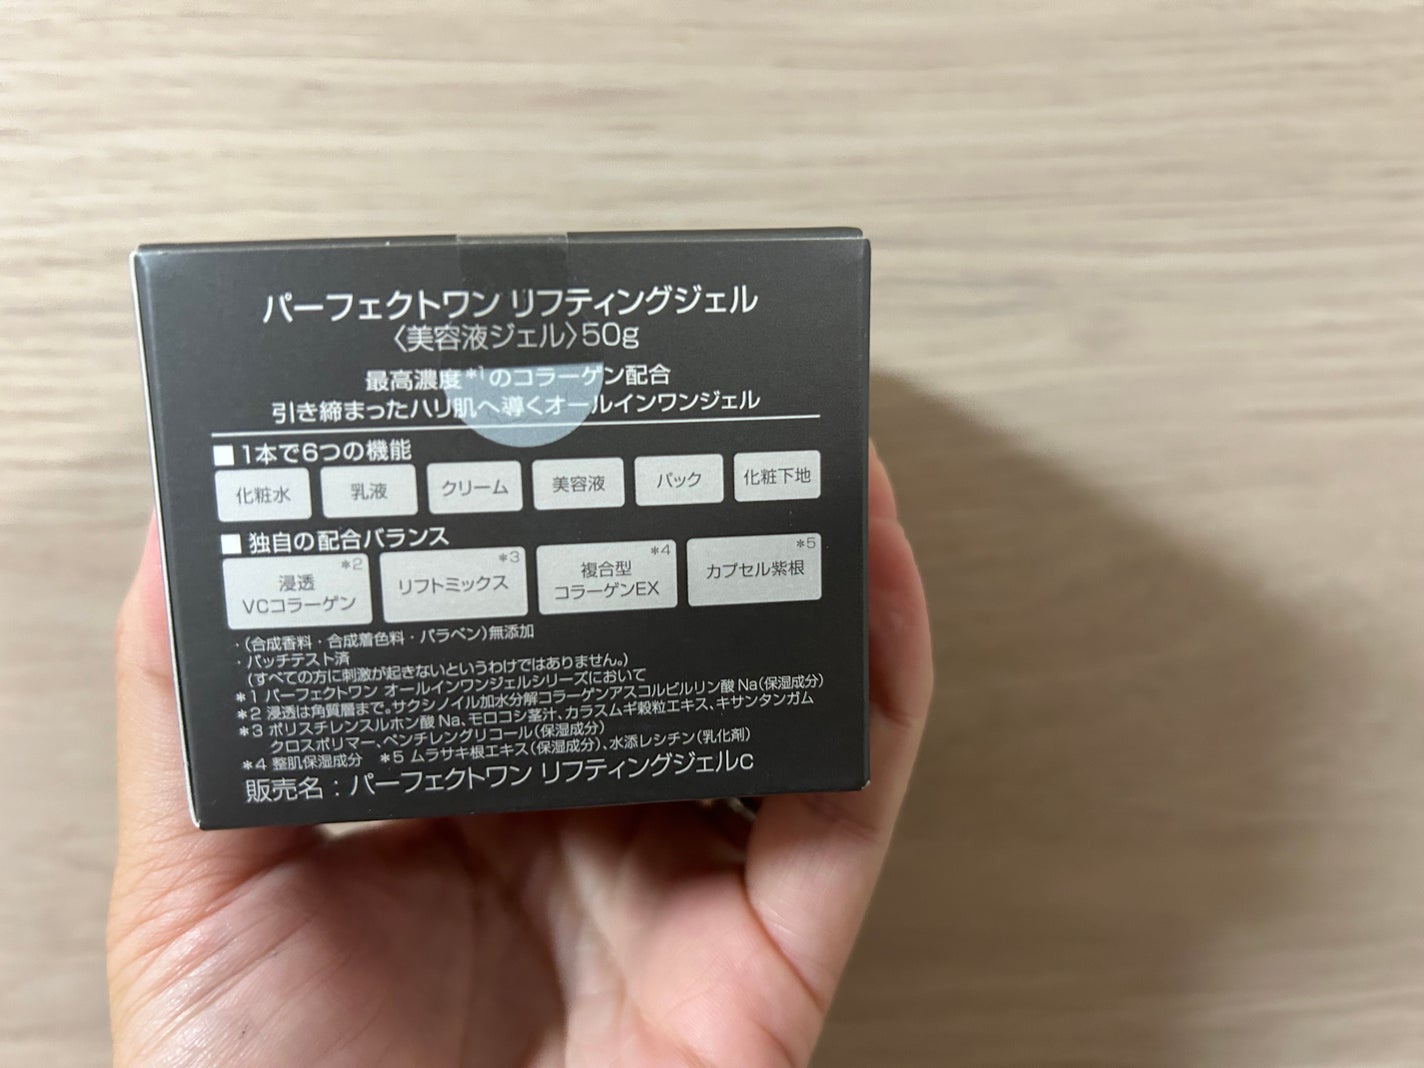 パーフェクトワン リフティングジェル
〈美容液ジェル〉50g
最高濃度*1のコラーゲン配合
引き締まったハリ肌へ導くオールインワンジェル
■1本で6つの機能
化粧水 乳液 クリーム 美容液 パック 化粧下地
■独自の配合バランス
*2 *3 *4 *5
浸透 リフトミックス 複合型 カプセル紫根
VCコラーゲン コラーゲンEX
・(合成香料・合成着色料・パラベン)無添加
・パッチテスト済
(すべての方に刺激が起きないというわけではありません。)
*1 パーフェクトワン オールインワンジェルシリーズにおいて
*2 浸透は角質層まで。サクシノイル加水分解コラーゲンアスコルビルリン酸Na(保湿成分)
*3 ポリスチレンスルホン酸Na、モロコシ茎汁、カラスムギ穀粒エキス、キサンタンガム
クロスポリマー、ペンチレングリコール(保湿成分)
*4 整肌保湿成分 *5 ムラサキ根エキス(保湿成分)、水添レシチン(乳化剤)
販売名：パーフェクトワン リフティングジェルc